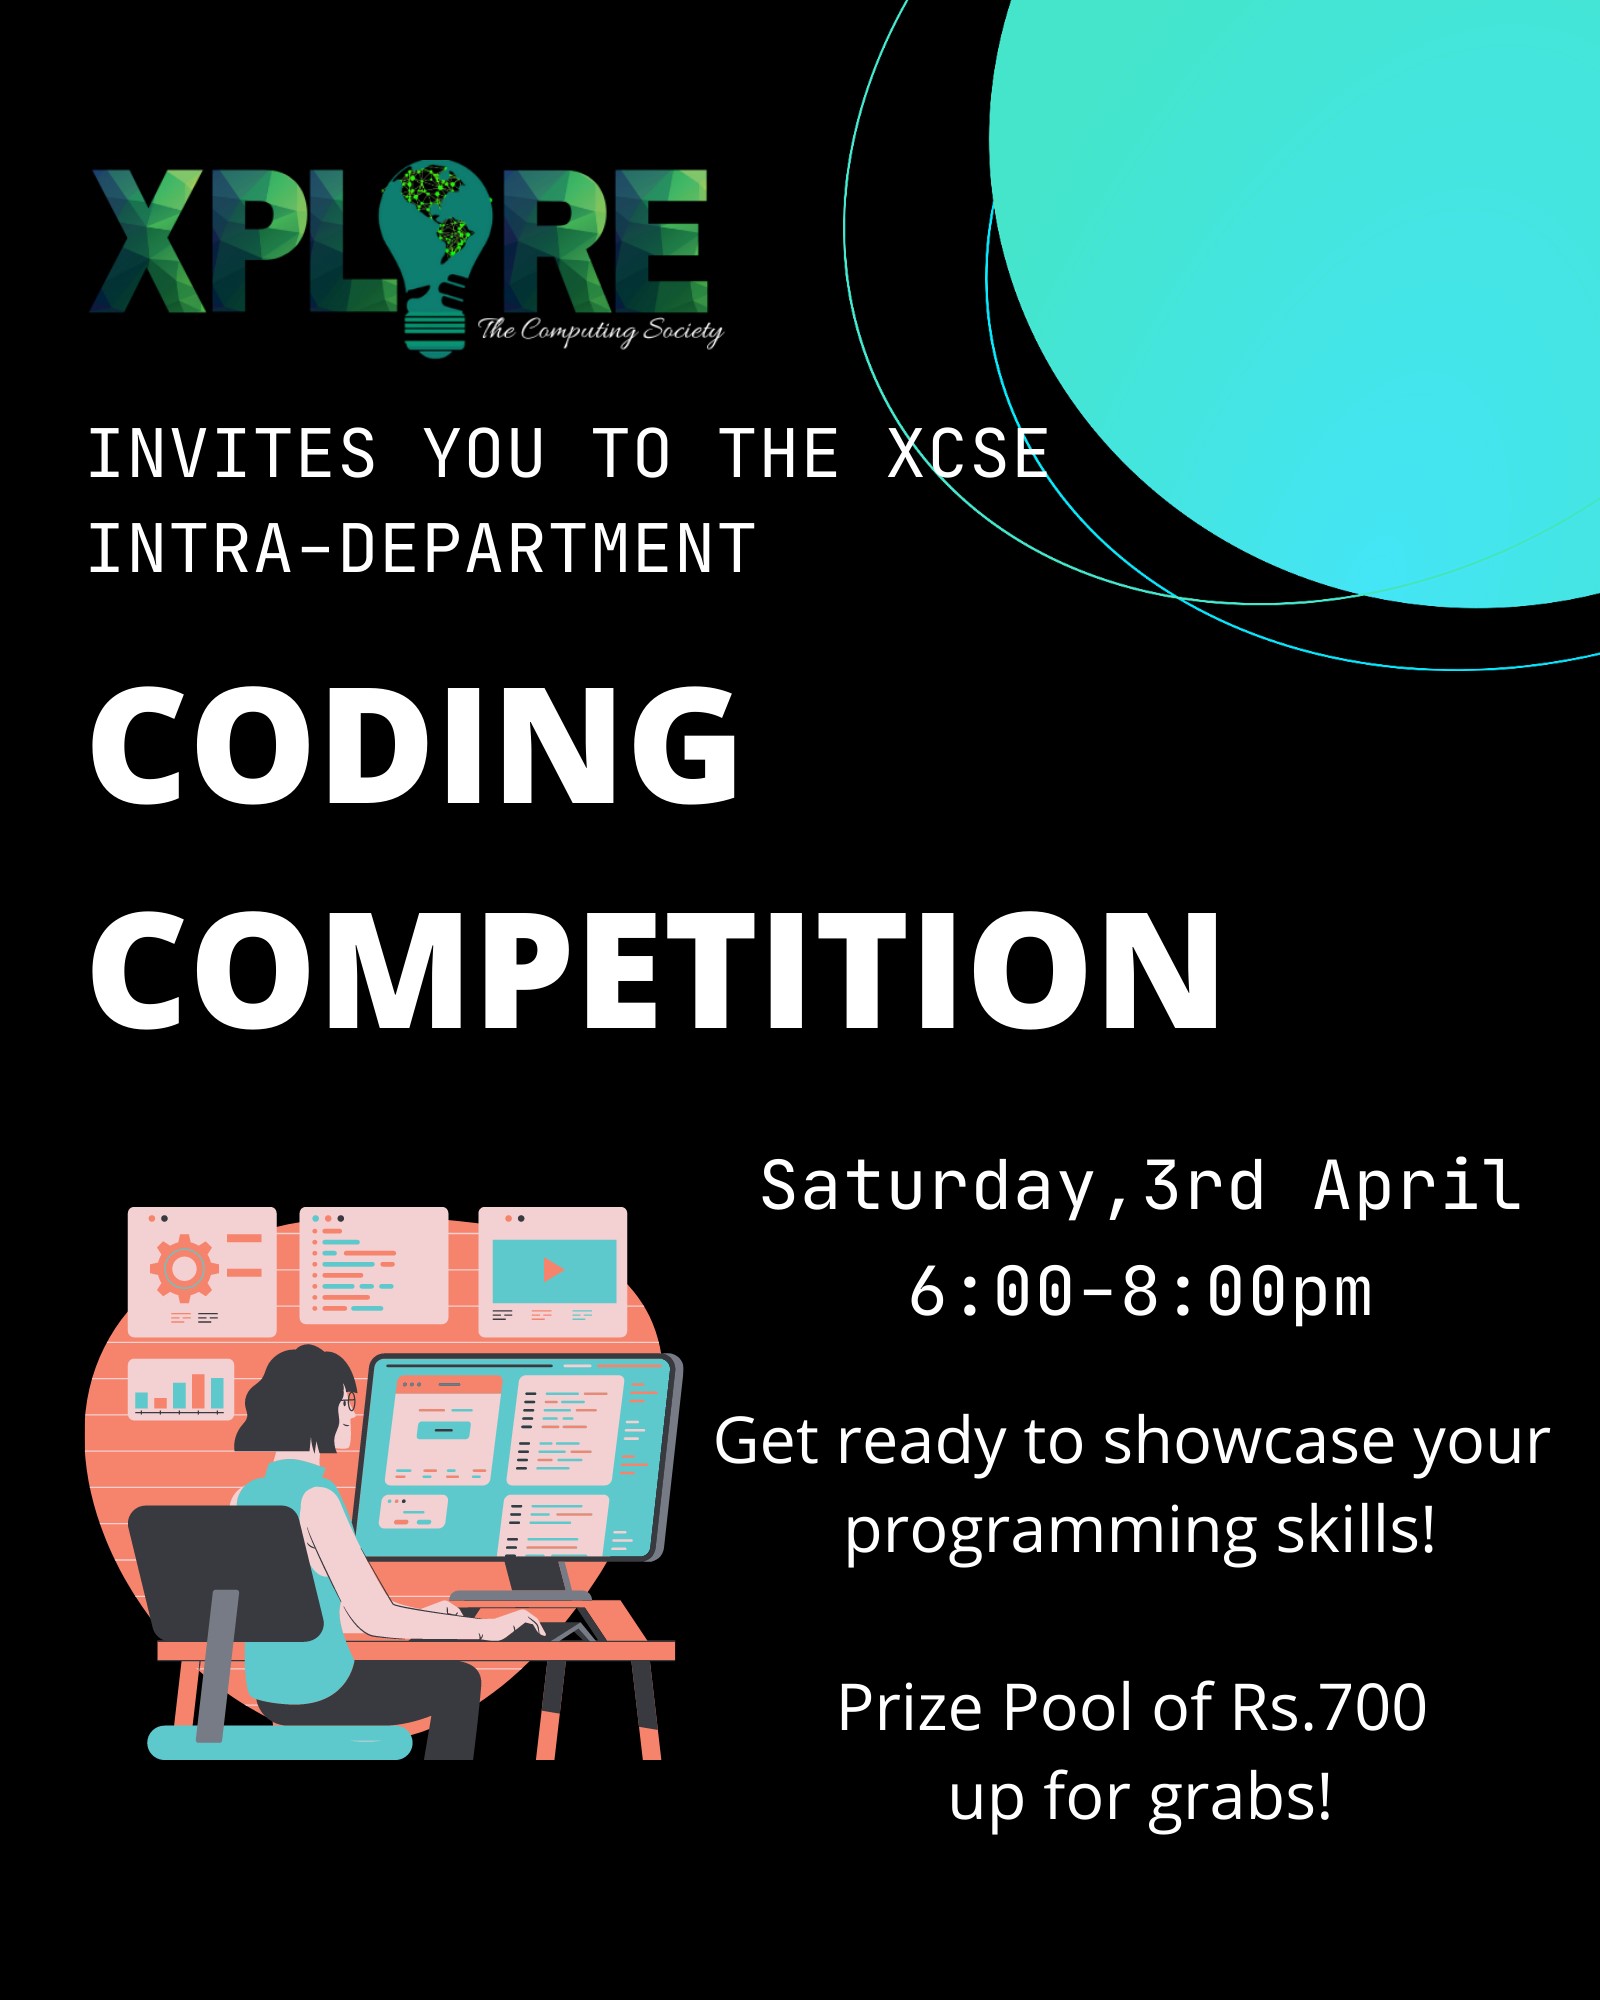 XPLORE
The Computing Society
INVITES YOU TO THE XCSE
INTRA-DEPARTMENT
CODING
COMPETITION
Saturday,3rd April
6:00-8:00pm
Get ready to showcase your
programming skills!
Prize Pool of Rs.700
up for grabs!